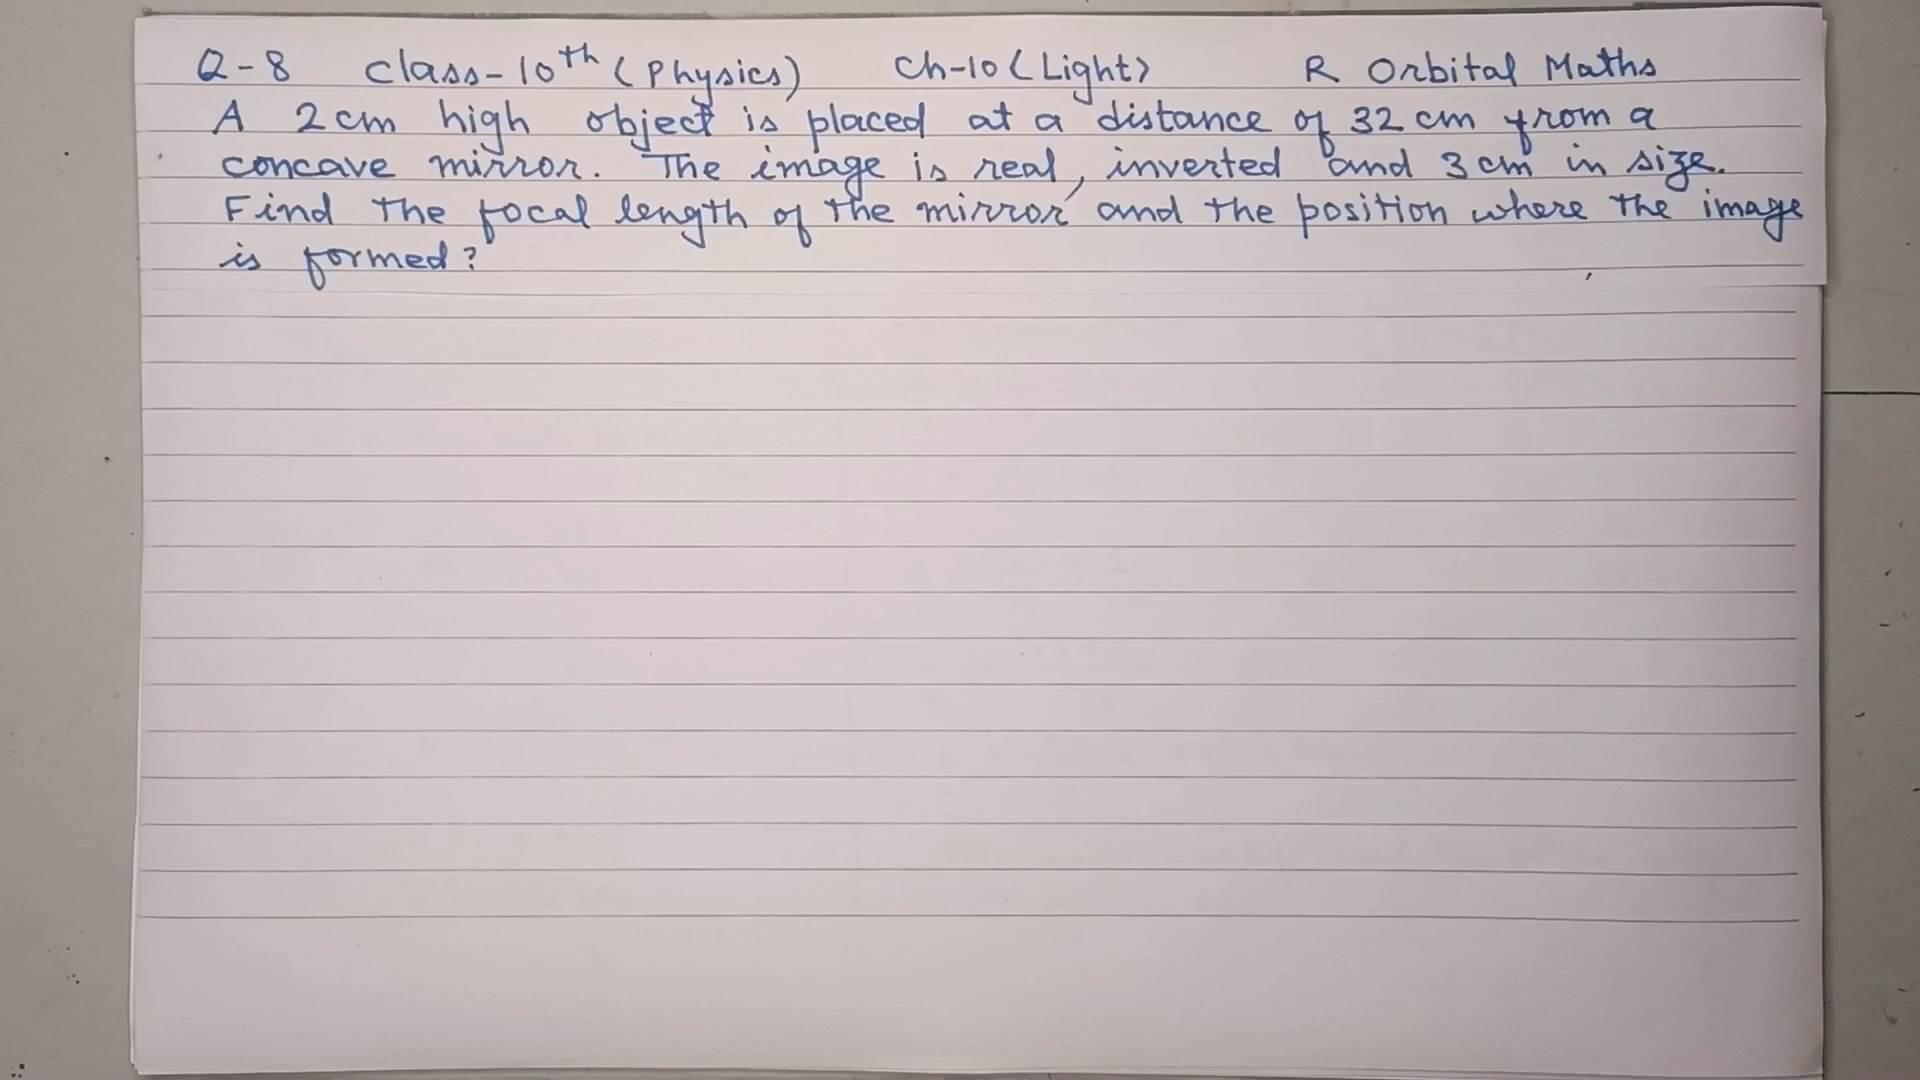 Q-8 Class-10th (Physics) Ch-10 (Light) R Orbital Maths
A 2cm high object is placed at a distance of 32 cm from a
concave mirror. The image is real, inverted and 3 cm in size.
Find the focal length of the mirror and the position where the image
is formed?